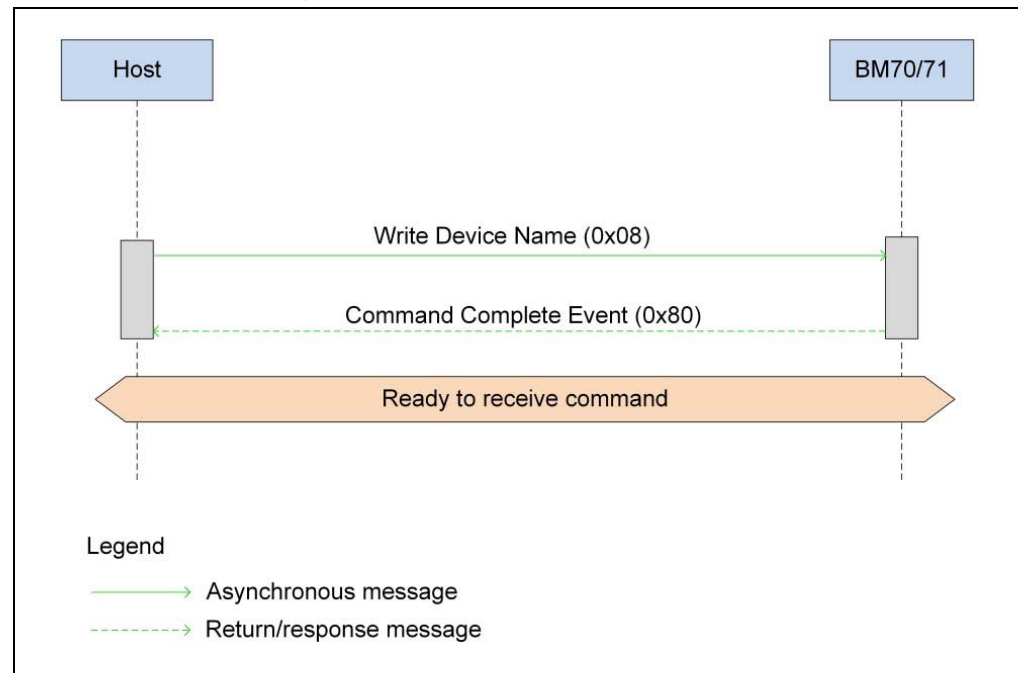 Host
BM70/71
Write Device Name (0x08)
Command Complete Event (0x80)
Ready to receive command
Legend
Asynchronous message
Return/response message